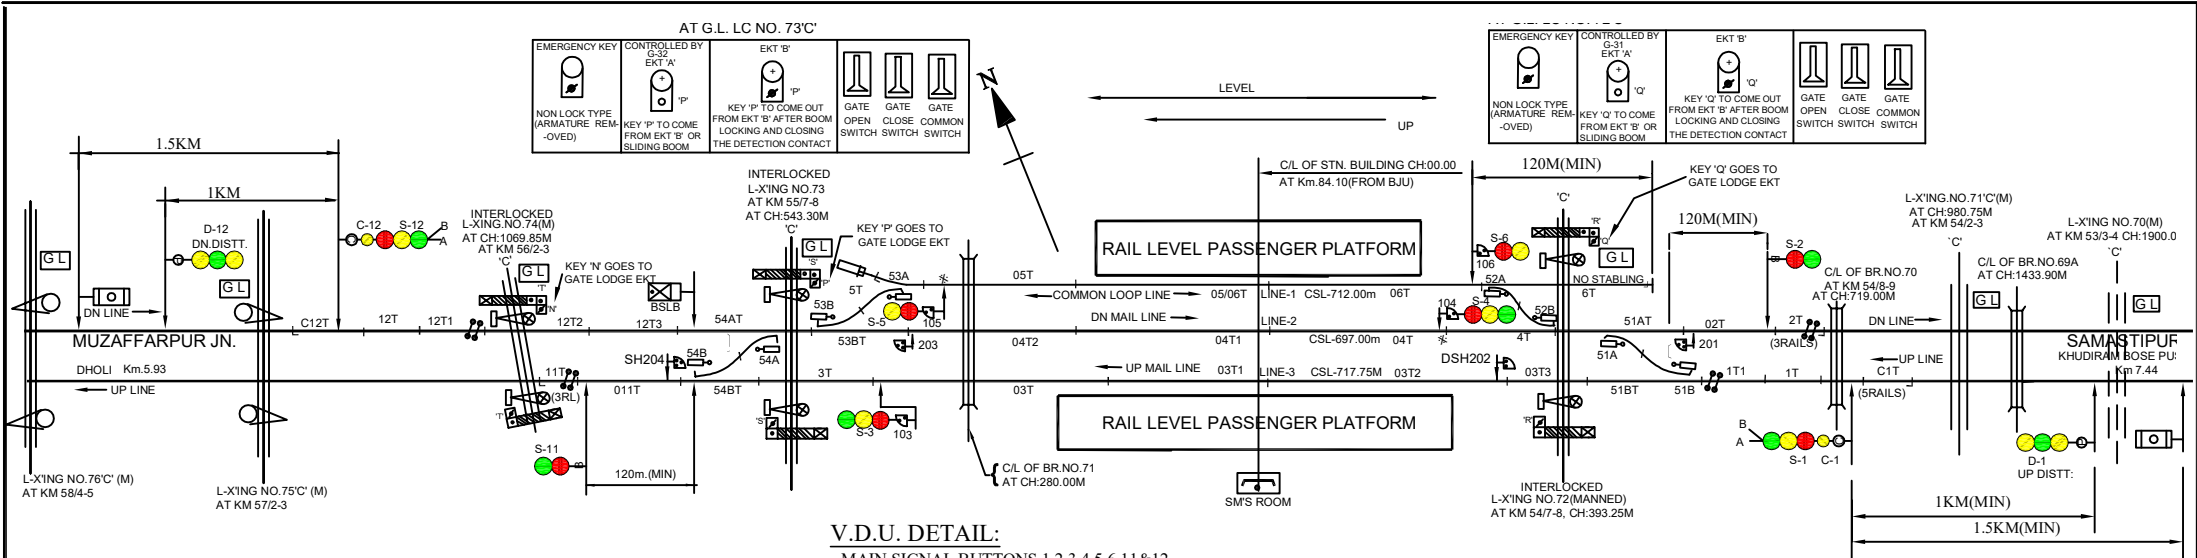 AT G.L. LC NO. 73'C'
EMERGENCY KEY
NON LOCK TYPE
(ARMATURE REM-
-OVED)
CONTROLLED BY
G-32
EKT 'A'
'P'
KEY 'P' TO COME
FROM EKT 'B' OR
SLIDING BOOM
EKT 'B'
'P'
KEY 'P' TO COME OUT
FROM EKT 'B' AFTER BOOM
LOCKING AND CLOSING
THE DETECTION CONTACT
GATE
OPEN
SWITCH
GATE
CLOSE
SWITCH
GATE
COMMON
SWITCH
N
LEVEL
UP
EMERGENCY KEY
NON LOCK TYPE
(ARMATURE REM-
-OVED)
CONTROLLED BY
G-31
EKT 'A'
'Q'
KEY 'Q' TO COME
FROM EKT 'B' OR
SLIDING BOOM
EKT 'B'
'Q'
KEY 'Q' TO COME OUT
FROM EKT 'B' AFTER BOOM
LOCKING AND CLOSING
THE DETECTION CONTACT
GATE
OPEN
SWITCH
GATE
CLOSE
SWITCH
GATE
COMMON
SWITCH
1.5KM
1KM
D-12
DN.DISTT.
G L
G L
DN LINE
C-12 S-12 B
A
INTERLOCKED
L-XING.NO.74(M)
AT CH:1069.85M
AT KM 56/2-3
'C'
G L
'T'
'N'
KEY 'N' GOES TO
GATE LODGE EKT
BSLB
INTERLOCKED
L-X'ING NO.73
AT KM 55/7-8
AT CH:543.30M
'C'
G L
'S'
'P'
KEY 'P' GOES TO
GATE LODGE EKT
5T
53A
53B
S-5
105
05T
C/L OF STN. BUILDING CH:00.00
AT Km.84.10(FROM BJU)
RAIL LEVEL PASSENGER PLATFORM
COMMON LOOP LINE
05/06T
LINE-1 CSL-712.00m
06T
120M(MIN)
S-6
106
'C'
'R'
'Q'
G L
KEY 'Q' GOES TO
GATE LODGE EKT
NO STABLING
6T
52A
52B
104
S-4
120M(MIN)
S-2
B
C/L OF BR.NO.70
AT KM 54/8-9
AT CH:719.00M
L-X'ING NO.71'C'(M)
AT CH:980.75M
AT KM 54/2-3
'C'
G L
C/L OF BR.NO.69A
AT CH:1433.90M
L-X'ING NO.70(M)
AT KM 53/3-4 CH:1900.0
'C'
G L
C12T
12T
12T1
12T2
12T3
54AT
DN MAIL LINE
LINE-2
51AT
02T
2T
(3RAILS)
DN LINE
MUZAFFARPUR JN.
SAMASTIPUR
KHUDIRAM BOSE PU
Km 7.44
53BT
203
04T2
04T1
CSL-697.00m
04T
4T
51A
201
UP LINE
DHOLI Km.5.93
UP LINE
11T
(3RL)
SH204
54B
54A
011T
54BT
3T
03T
UP MAIL LINE
03T1
LINE-3 CSL-717.75M
03T2
DSH202
03T3
51BT
51B
1T1
1T
C1T
(5RAILS)
'T'
S-11
B
120m.(MIN)
'S'
S-3
103
C/L OF BR.NO.71
AT CH:280.00M
RAIL LEVEL PASSENGER PLATFORM
SM'S ROOM
'R'
INTERLOCKED
L-X'ING NO.72(MANNED)
AT KM 54/7-8, CH:393.25M
B
A
S-1 C-1
D-1
UP DISTT:
1KM(MIN)
1.5KM(MIN)
L-X'ING NO.76'C' (M)
AT KM 58/4-5
L-X'ING NO.75'C' (M)
AT KM 57/2-3
V.D.U. DETAIL:
MAIN SIGNAL BUTTONS 1,2,3,4,5,6,11&12